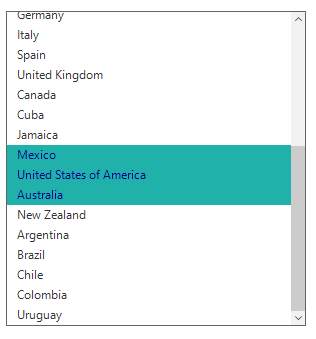 Germany
Italy
Spain
United Kingdom
Canada
Cuba
Jamaica
Mexico
United States of America
Australia
New Zealand
Argentina
Brazil
Chile
Colombia
Uruguay